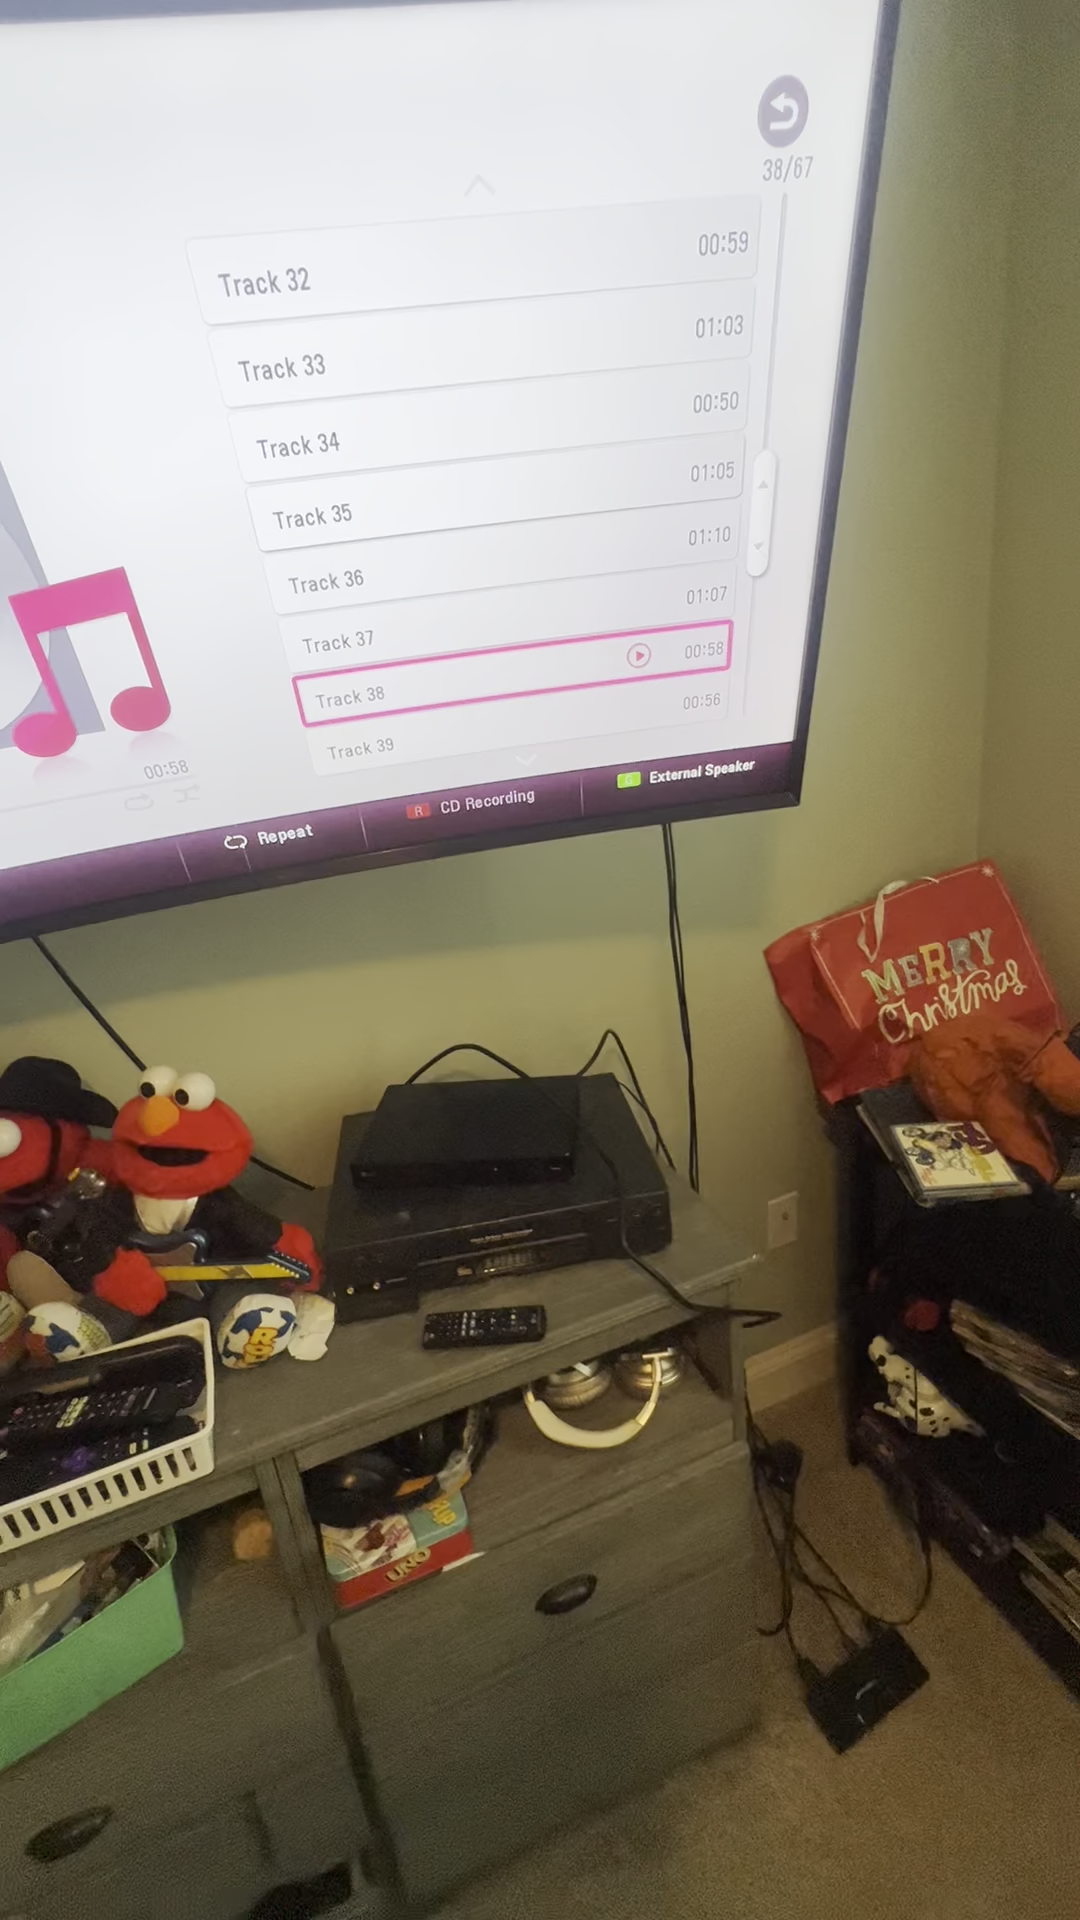 38/67
Track 32 00:59
Track 33 01:03
Track 34 00:50
Track 35 01:05
Track 36 01:10
Track 37 01:07
Track 38 00:58
Track 39 00:56
00:58
Repeat
R CD Recording
External Speaker
MERRY
Christmas
UNO